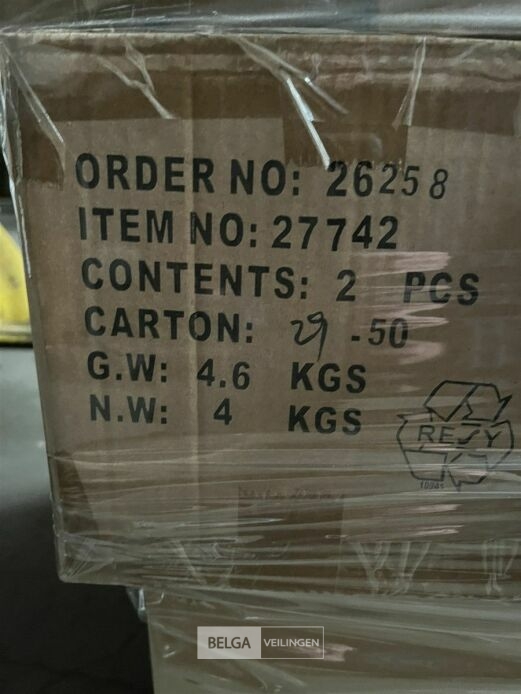 ORDER NO: 26258
ITEM NO: 27742
CONTENTS: 2 PCS
CARTON: 29 -50
G.W: 4.6 KGS
N.W: 4 KGS
RESY
BELGA VEILINGEN